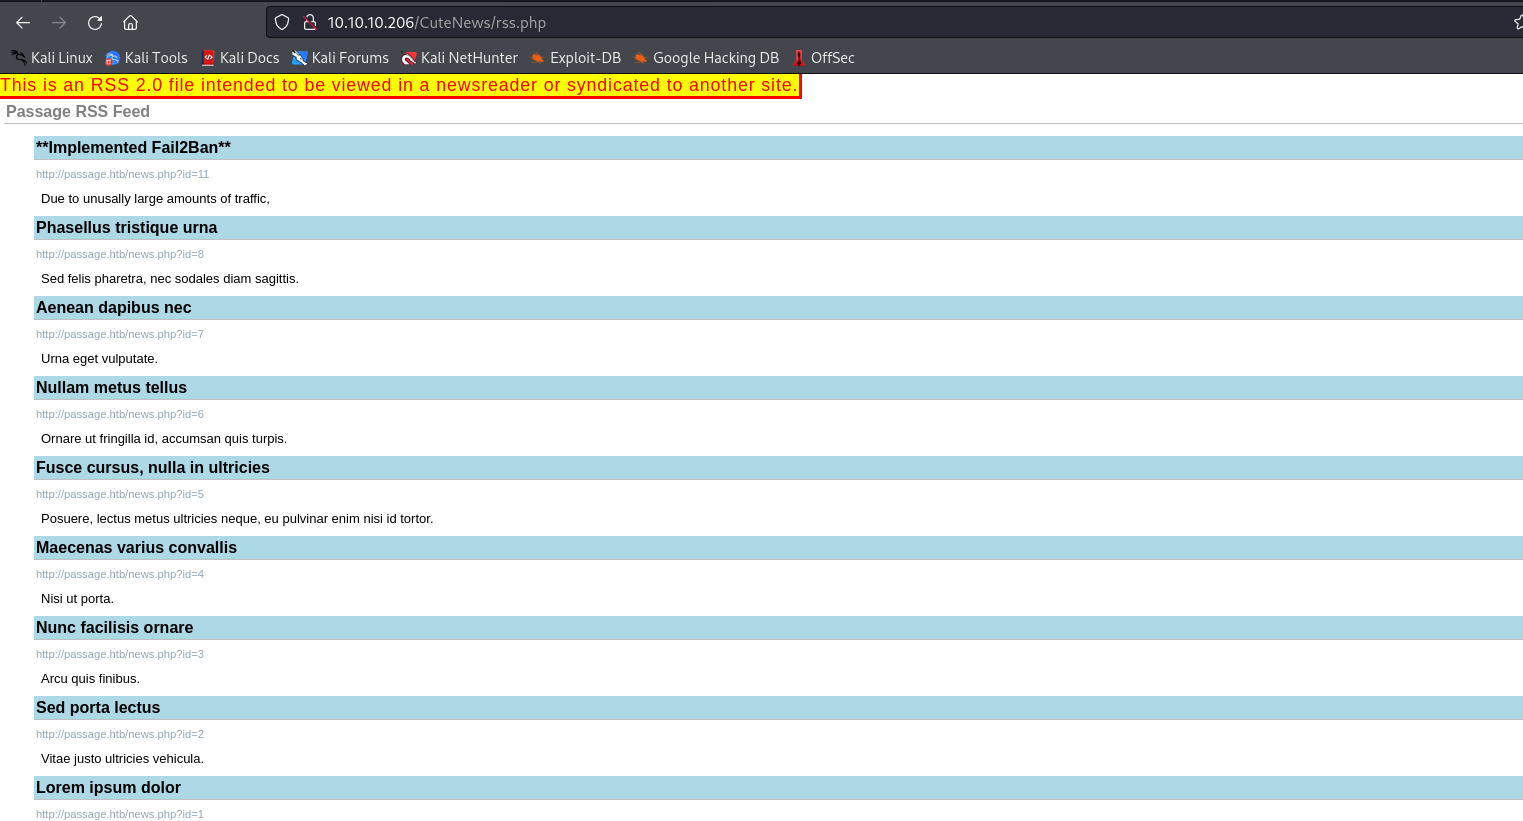 10.10.10.206/CuteNews/rss.php
Kali Linux Kali Tools Kali Docs Kali Forums Kali NetHunter Exploit-DB Google Hacking DB OffSec
This is an RSS 2.0 file intended to be viewed in a newsreader or syndicated to another site.
Passage RSS Feed
**Implemented Fail2Ban**
http://passage.htb/news.php?id=11
Due to unusally large amounts of traffic,
Phasellus tristique urna
http://passage.htb/news.php?id=8
Sed felis pharetra, nec sodales diam sagittis.
Aenean dapibus nec
http://passage.htb/news.php?id=7
Urna eget vulputate.
Nullam metus tellus
http://passage.htb/news.php?id=6
Ornare ut fringilla id, accumsan quis turpis.
Fusce cursus, nulla in ultricies
http://passage.htb/news.php?id=5
Posuere, lectus metus ultricies neque, eu pulvinar enim nisi id tortor.
Maecenas varius convallis
http://passage.htb/news.php?id=4
Nisi ut porta.
Nunc facilisis ornare
http://passage.htb/news.php?id=3
Arcu quis finibus.
Sed porta lectus
http://passage.htb/news.php?id=2
Vitae justo ultricies vehicula.
Lorem ipsum dolor
http://passage.htb/news.php?id=1